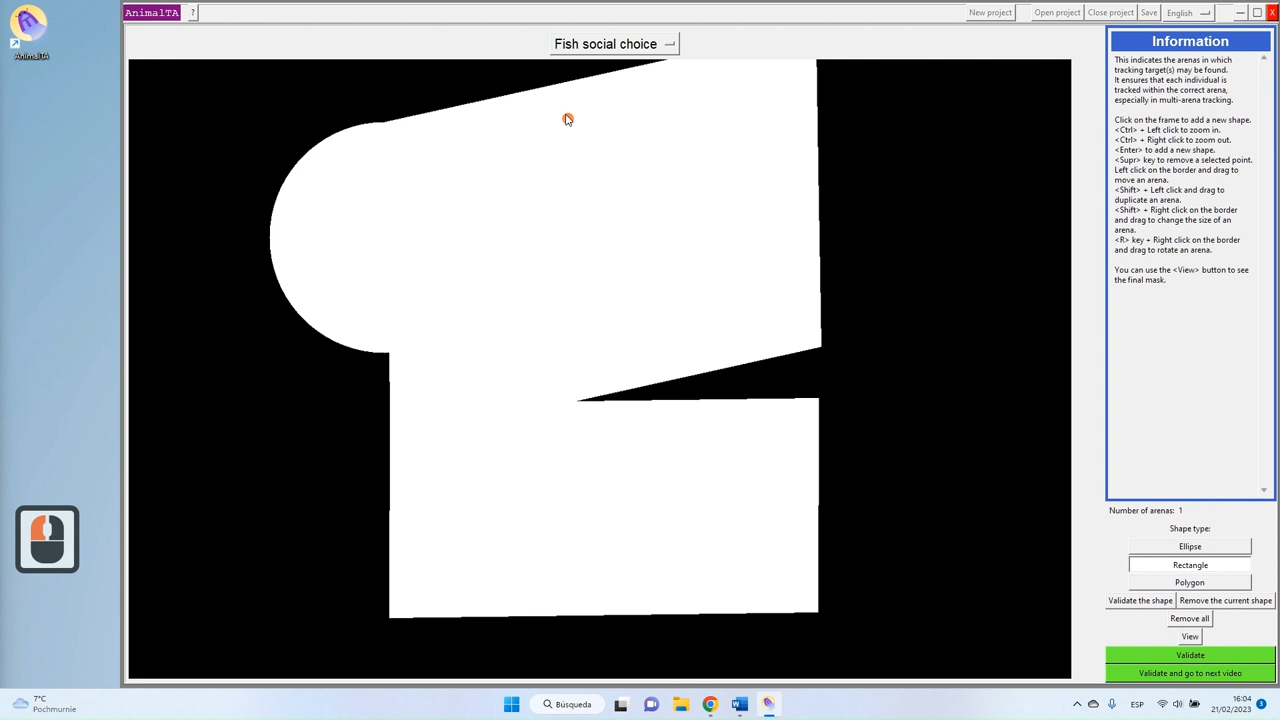 AnimalTA
?
New project
Open project
Close project
Save
English
X
AnimalTA
Fish social choice
Information
This indicates the arenas in which
tracking target(s) may be found.
It ensures that each individual is
tracked within the correct arena,
especially in multi-arena tracking.
Click on the frame to add a new shape.
<Ctrl> + Left click to zoom in.
<Ctrl> + Right click to zoom out.
<Enter> to add a new shape.
<Supr> key to remove a selected point.
Left click on the border and drag to
move an arena.
<Shift> + Left click and drag to
duplicate an arena.
<Shift> + Right click on the border
and drag to change the size of an
arena.
<R> key + Right click on the border
and drag to rotate an arena.
You can use the <View> button to see
the final mask.
Number of arenas: 1
Shape type:
Ellipse
Rectangle
Polygon
Validate the shape
Remove the current shape
Remove all
View
Validate
Validate and go to next video
7°C
Pochmurnie
Búsqueda
ESP
16:04
21/02/2023
3